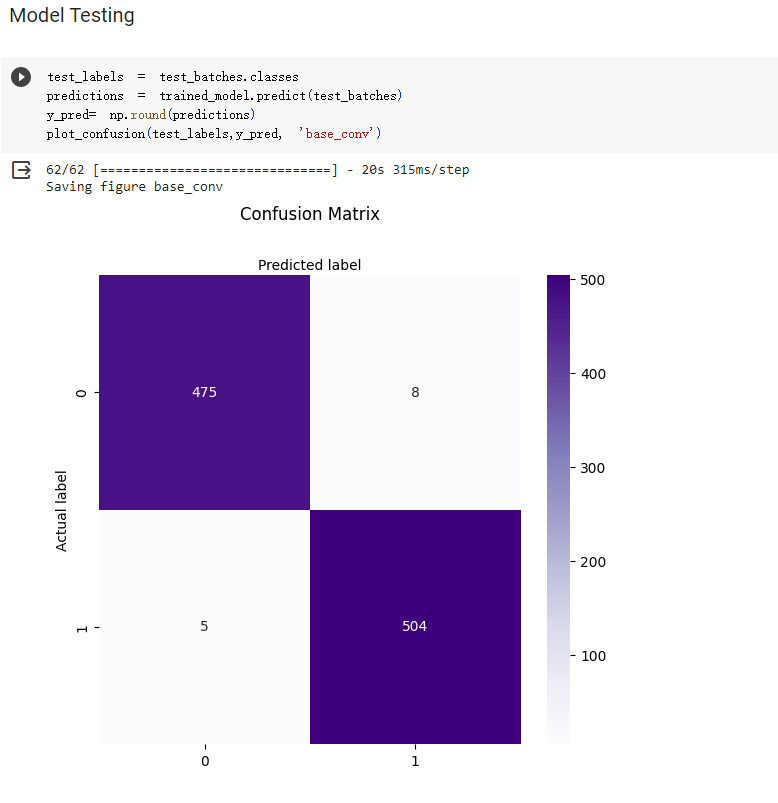 Model Testing
test_labels = test_batches.classes
predictions = trained_model.predict(test_batches)
y_pred= np.round(predictions)
plot_confusion(test_labels,y_pred, 'base_conv')
62/62 [==============================] - 20s 315ms/step
Saving figure base_conv
Confusion Matrix
Predicted label
500
400
300
200
100
0
475
8
Actual label
1
5
504
0
1